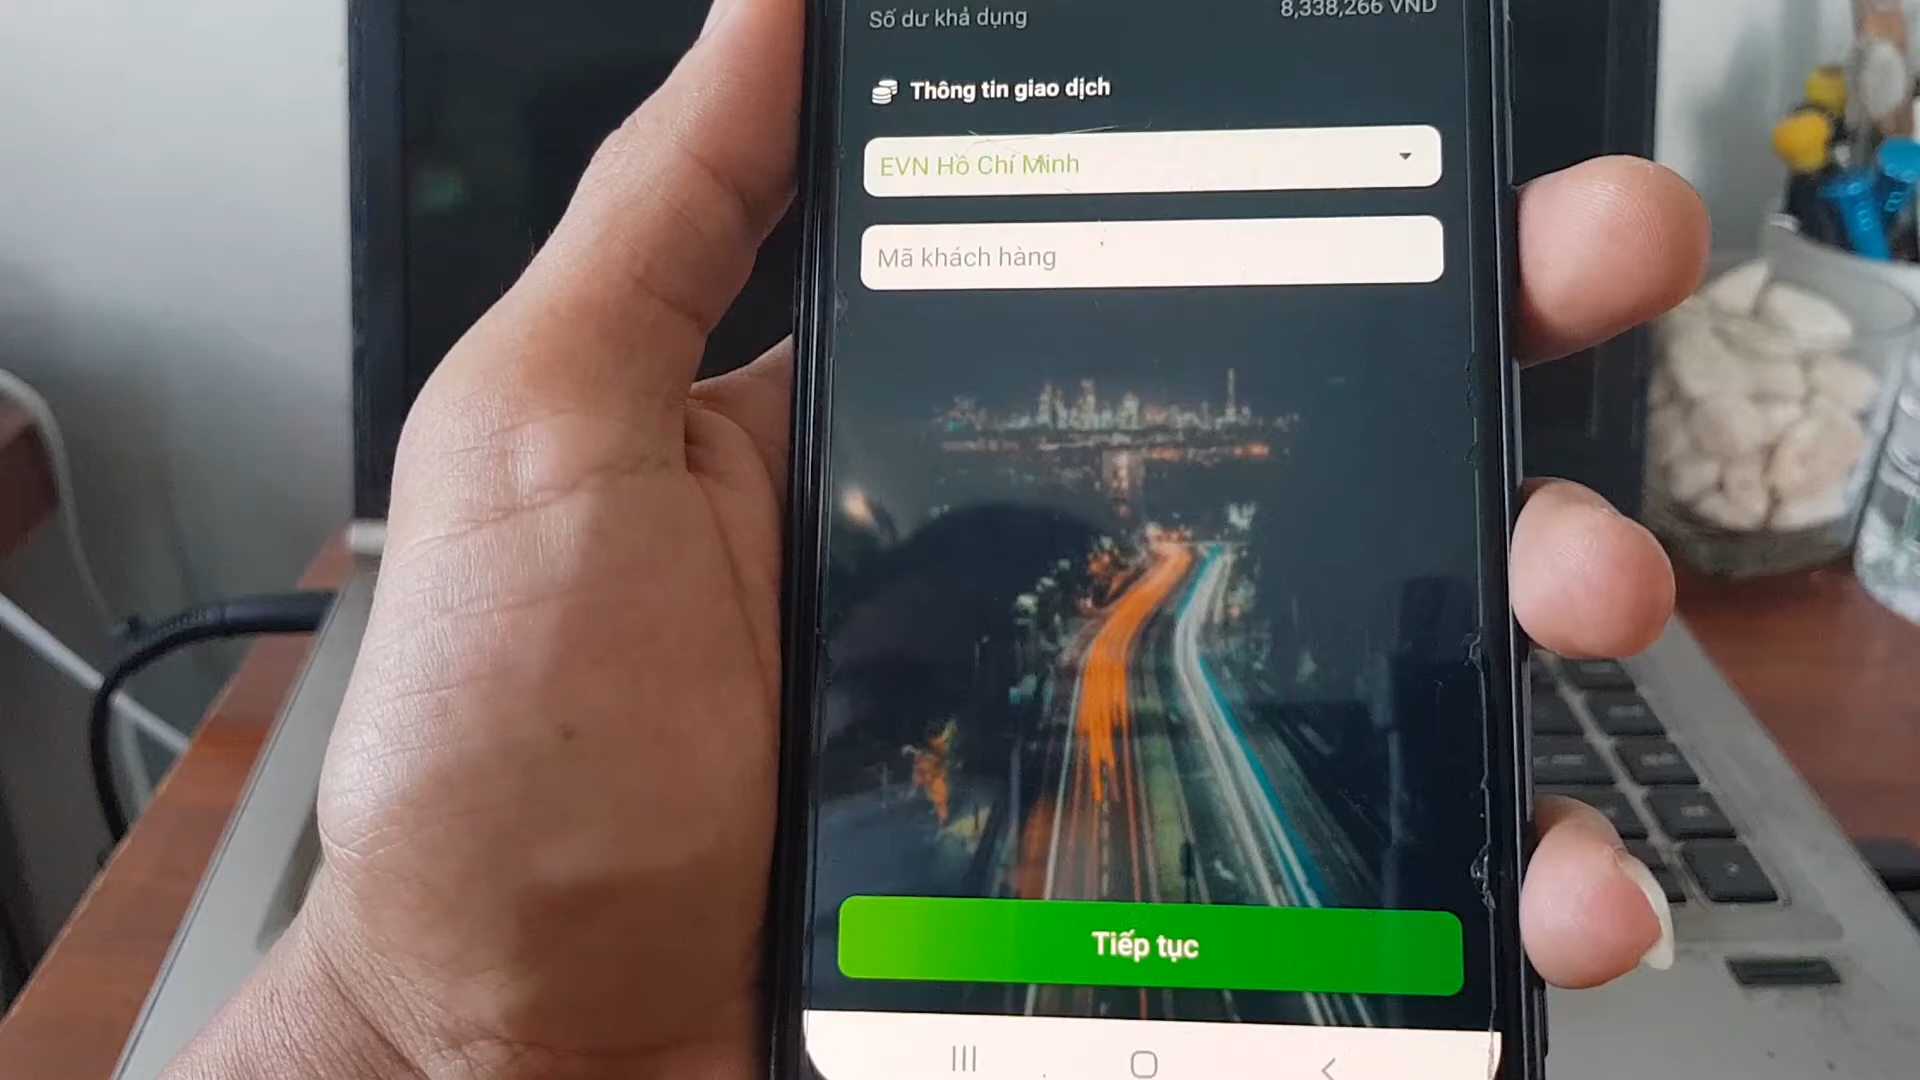 Số dư khả dụng
8,338,266 VND
Thông tin giao dịch
EVN Hồ Chí Minh
Mã khách hàng
Tiếp tục